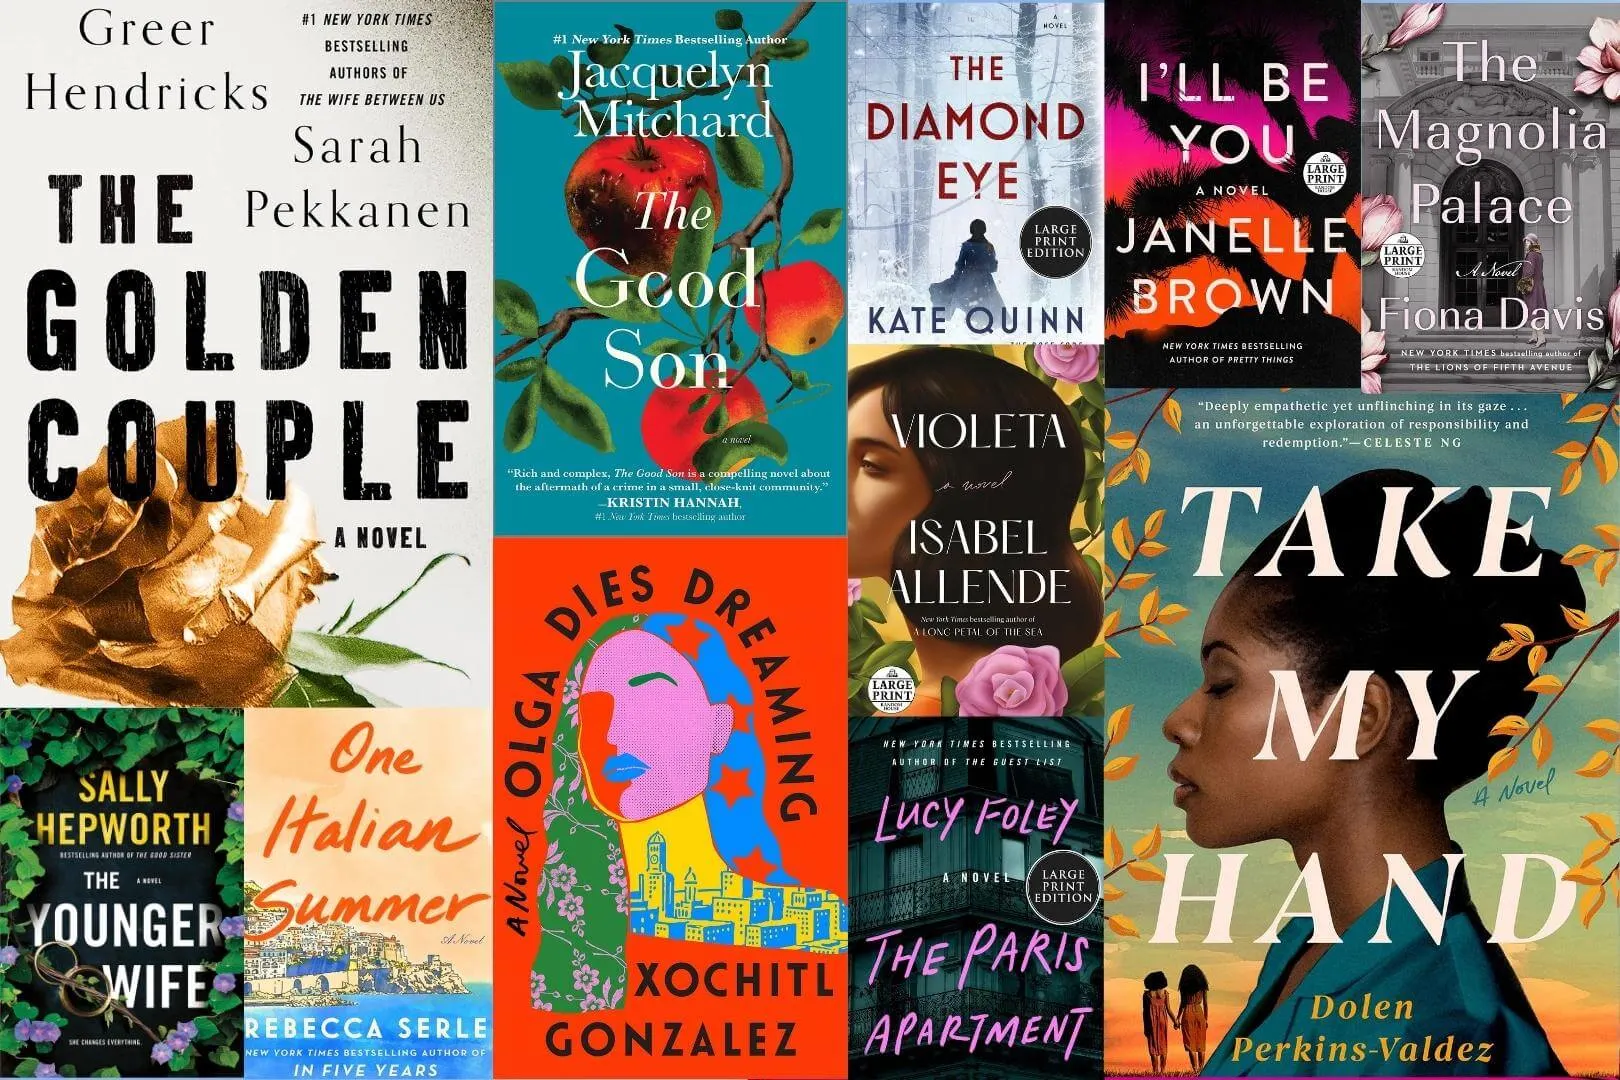 Greer
Hendricks
#1 NEW YORK TIMES
BESTSELLING
AUTHORS OF
THE WIFE BETWEEN US
Sarah
Pekkanen
THE
GOLDEN
COUPLE
A NOVEL
SALLY
HEPWORTH
BESTSELLING AUTHOR OF THE GOOD SISTER
THE
A NOVEL
YOUNGER
WIFE
SHE CHANGES EVERYTHING.
One
Italian
Summer
A Novel
REBECCA SERLE
NEW YORK TIMES BESTSELLING AUTHOR OF
IN FIVE YEARS
#1 New York Times Bestselling Author
Jacquelyn
Mitchard
The
Good
Son
a novel
“Rich and complex, The Good Son is a compelling novel about
the aftermath of a crime in a small, close-knit community.”
—KRISTIN HANNAH,
#1 New York Times bestselling author
OLGA DIES DREAMING
A Novel
XOCHITL
GONZALEZ
A
NOVEL
THE
DIAMOND
EYE
LARGE
PRINT
EDITION
KATE QUINN
VIOLETA
a novel
ISABEL
ALLENDE
New York Times bestselling author of
A LONG PETAL OF THE SEA
LARGE
PRINT
RANDOM
HOUSE
NEW YORK TIMES BESTSELLING
AUTHOR OF THE GUEST LIST
LUCY FOLEY
A NOVEL
LARGE
PRINT
EDITION
THE PARIS
APARTMENT
I’LL BE
YOU
LARGE
PRINT
RANDOM
HOUSE
A NOVEL
JANELLE
BROWN
NEW YORK TIMES BESTSELLING
AUTHOR OF PRETTY THINGS
The
Magnolia
Palace
LARGE
PRINT
RANDOM
HOUSE
A Novel
Fiona Davis
NEW YORK TIMES bestselling author of
THE LIONS OF FIFTH AVENUE
“Deeply empathetic yet unflinching in its gaze . . .
an unforgettable exploration of responsibility and
redemption.”—CELESTE NG
TAKE
MY
A Novel
HAND
Dolen
Perkins-Valdez